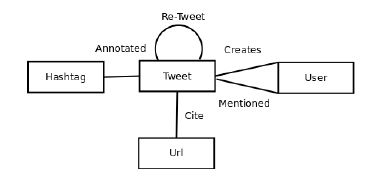 Re-Tweet
Annotated
Creates
Hashtag
Tweet
User
Mentioned
Cite
Url